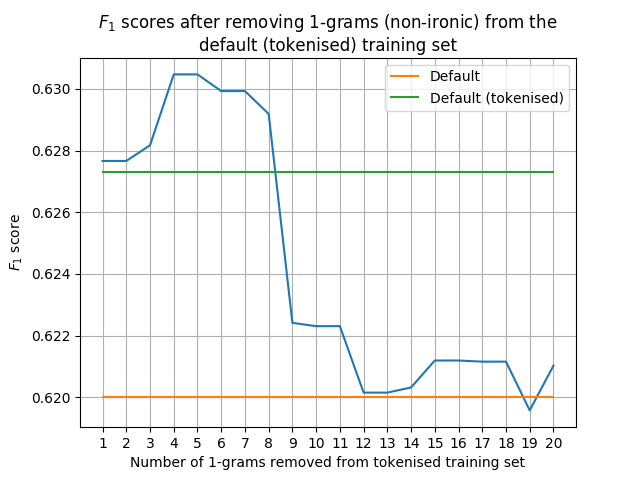 F₁ scores after removing 1-grams (non-ironic) from the
default (tokenised) training set
Default
Default (tokenised)
0.630
0.628
0.626
0.624
0.622
0.620
F₁ score
1 2 3 4 5 6 7 8 9 10 11 12 13 14 15 16 17 18 19 20
Number of 1-grams removed from tokenised training set